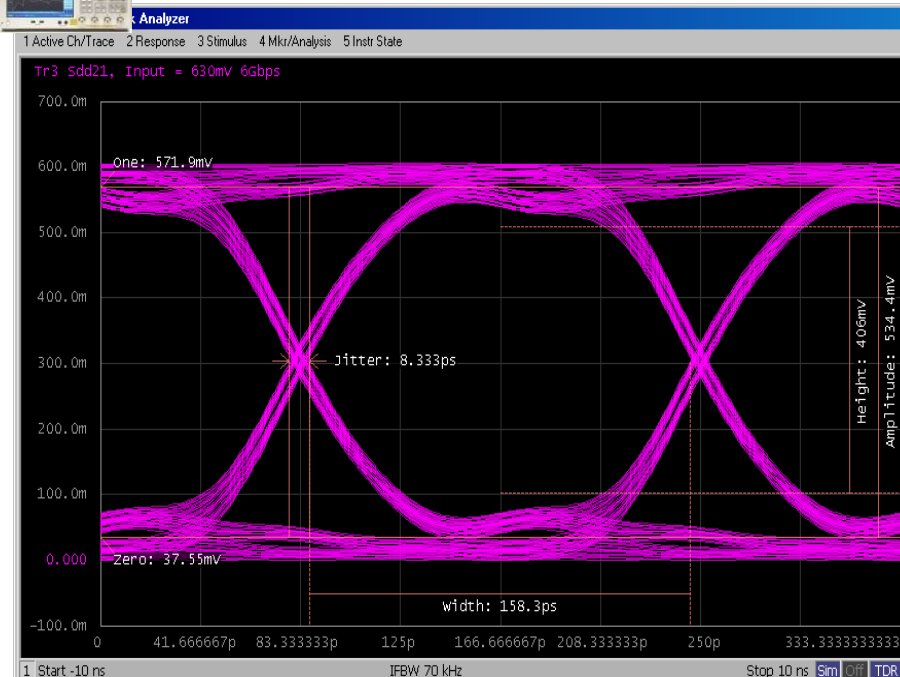 k Analyzer
1 Active Ch/Trace 2 Response 3 Stimulus 4 Mkr/Analysis 5 Instr State
Tr3 Sdd21, Input = 630mV 6Gbps
700.0m
600.0m
One: 571.9mV
500.0m
400.0m
300.0m
Jitter: 8.333ps
Height: 406mV
Amplitude: 534.4mV
200.0m
100.0m
0.000
Zero: 37.55mV
Width: 158.3ps
-100.0m
0 41.666667p 83.333333p 125p 166.666667p 208.333333p 250p 333.3333333333
1 Start -10 ns IFBW 70 kHz Stop 10 ns Sim Off TDR